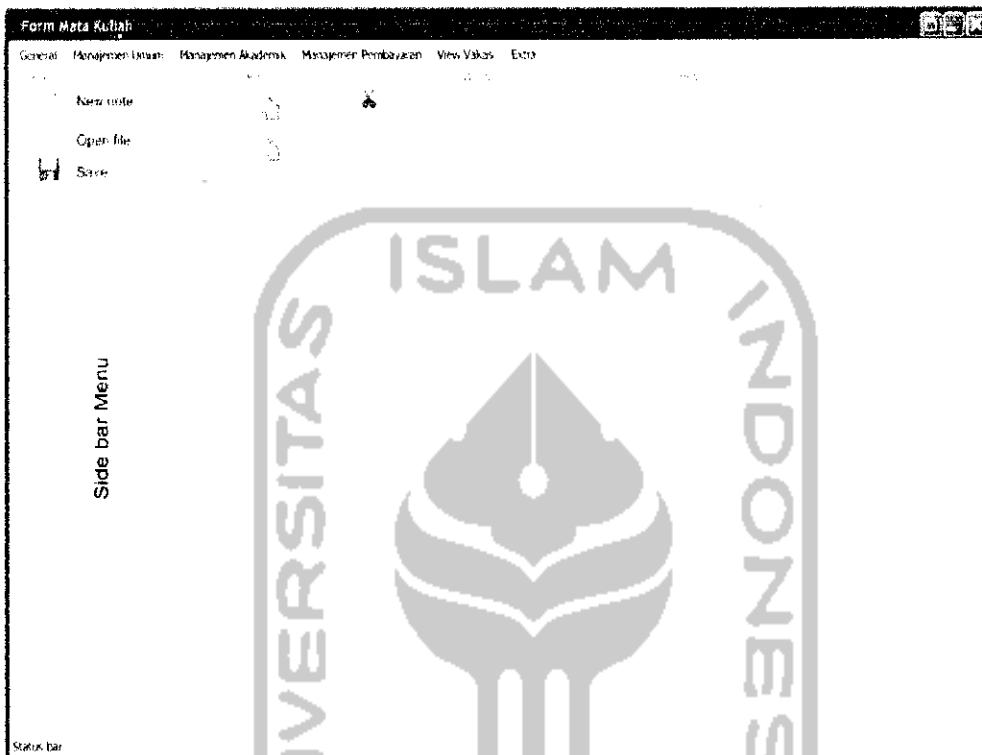 Form Mata Kuliah
General Manajemen Umum Manajemen Akademik Manajemen Pembayaran View Vakasi Extra
New note
Open file
Save
ISLAM
UNIVERSITAS
INDONES
Side bar Menu
Status bar